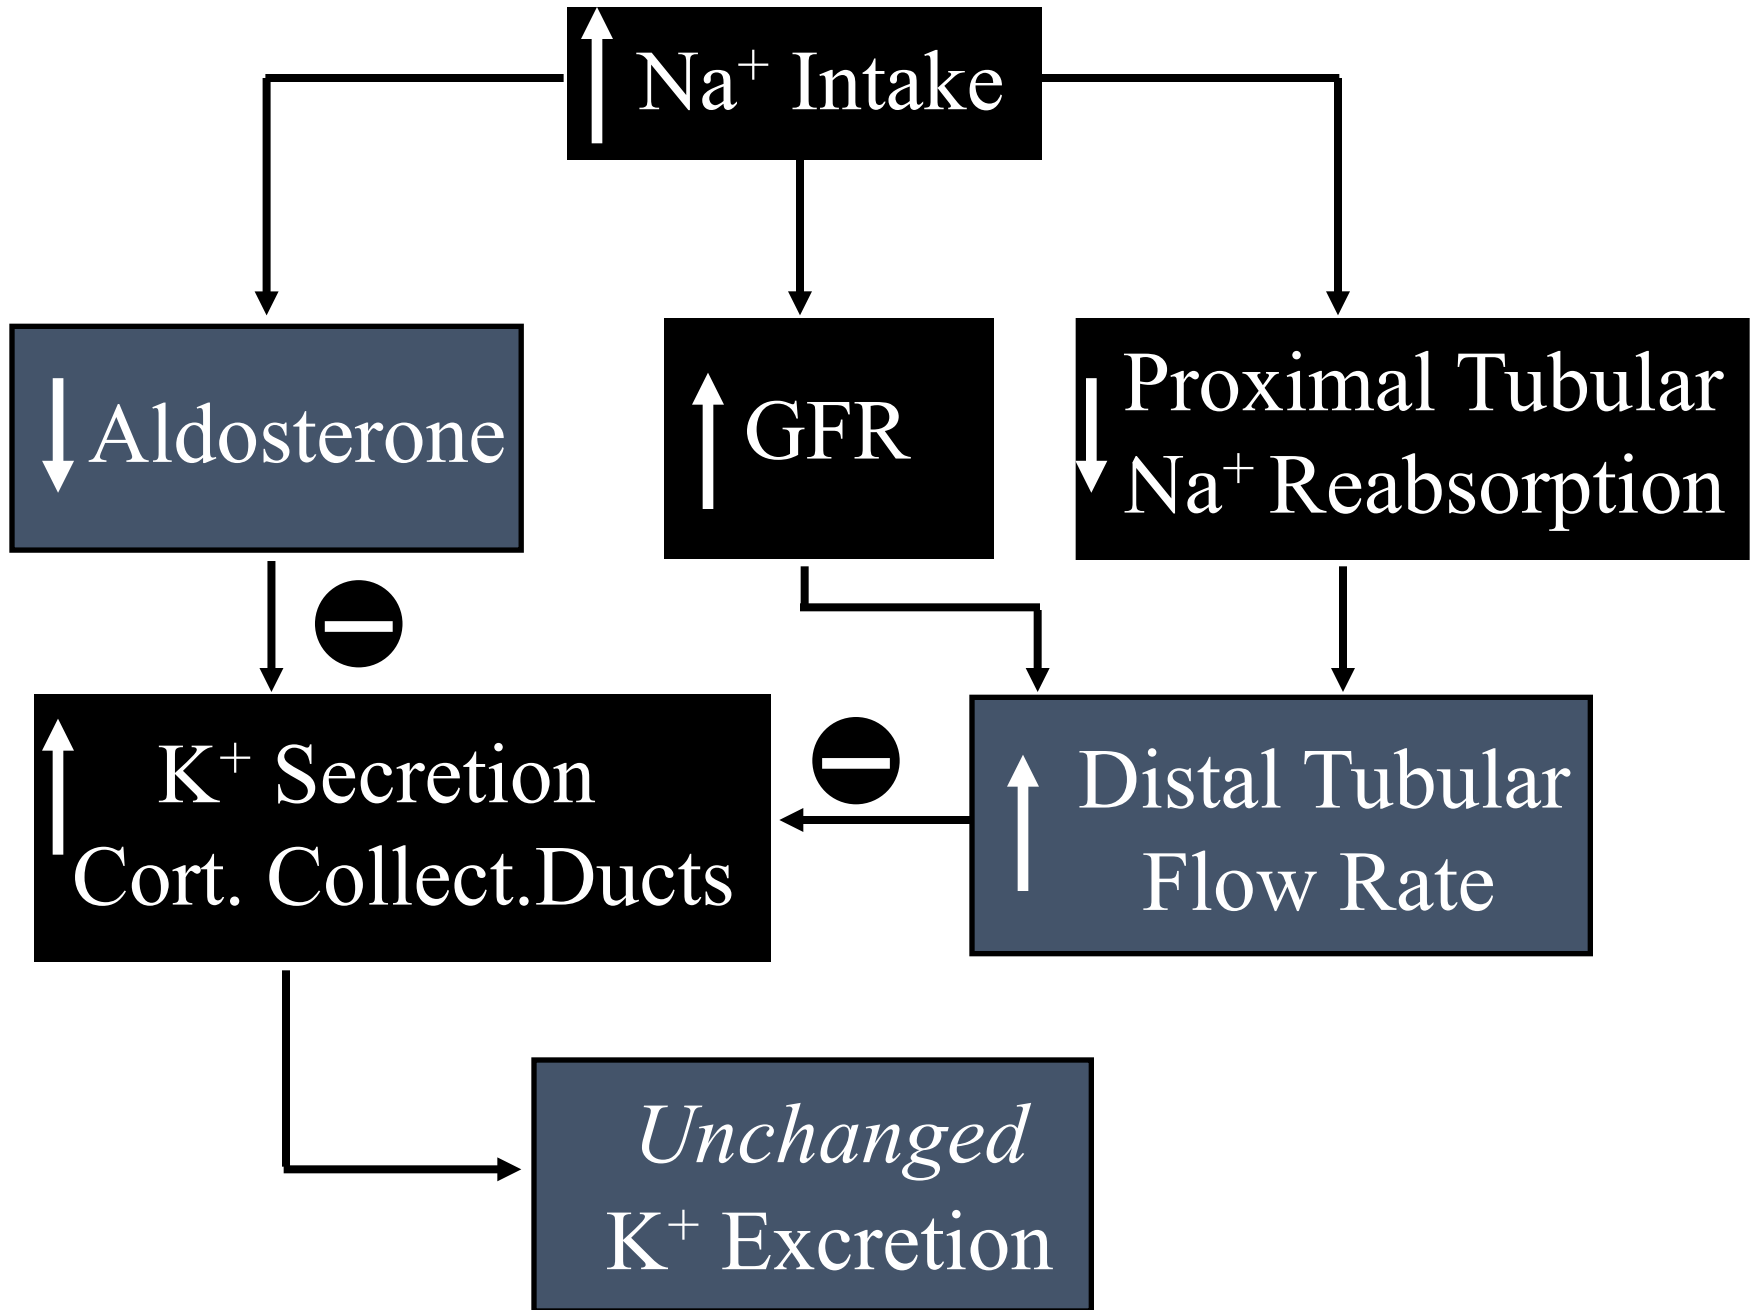 Na⁺ Intake
Aldosterone
GFR
Proximal Tubular
Na⁺ Reabsorption
K⁺ Secretion
Cort. Collect.Ducts
Distal Tubular
Flow Rate
Unchanged
K⁺ Excretion